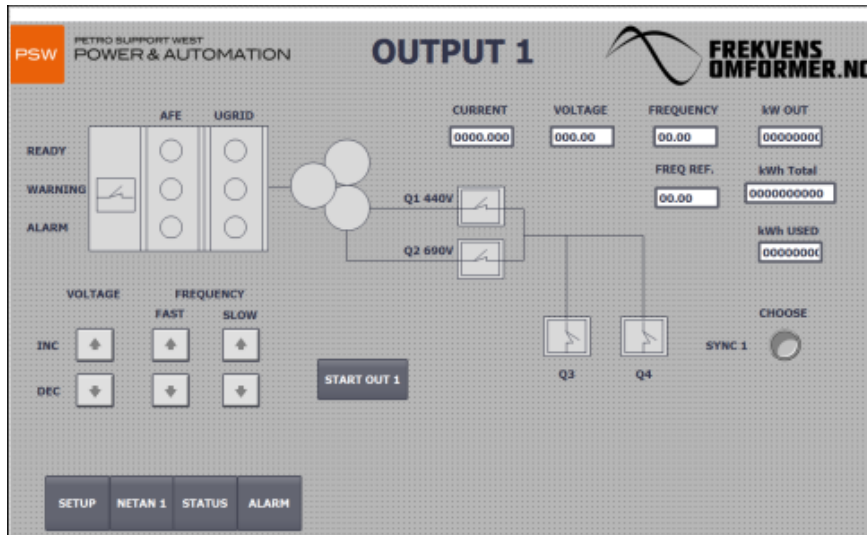 PSW
PETRO SUPPORT WEST
POWER & AUTOMATION
OUTPUT 1
FREKVENS
OMFORMER.NO
AFE UGRID
CURRENT VOLTAGE FREQUENCY kW OUT
0000.000 000.00 00.00 0000000
READY
WARNING
ALARM
FREQ REF. kWh Total
00.00 0000000000
Q1 440V
Q2 690V
kWh USED
0000000
VOLTAGE FREQUENCY
FAST SLOW
CHOOSE
INC
SYNC 1
DEC
START OUT 1
Q3 Q4
SETUP NETAN 1 STATUS ALARM